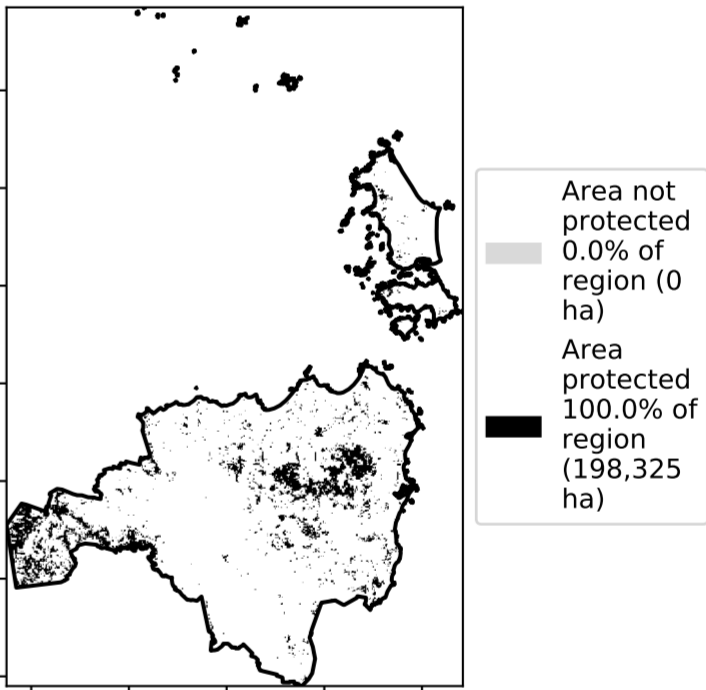 Area not
protected
0.0% of
region (0
ha)
Area
protected
100.0% of
region
(198,325
ha)